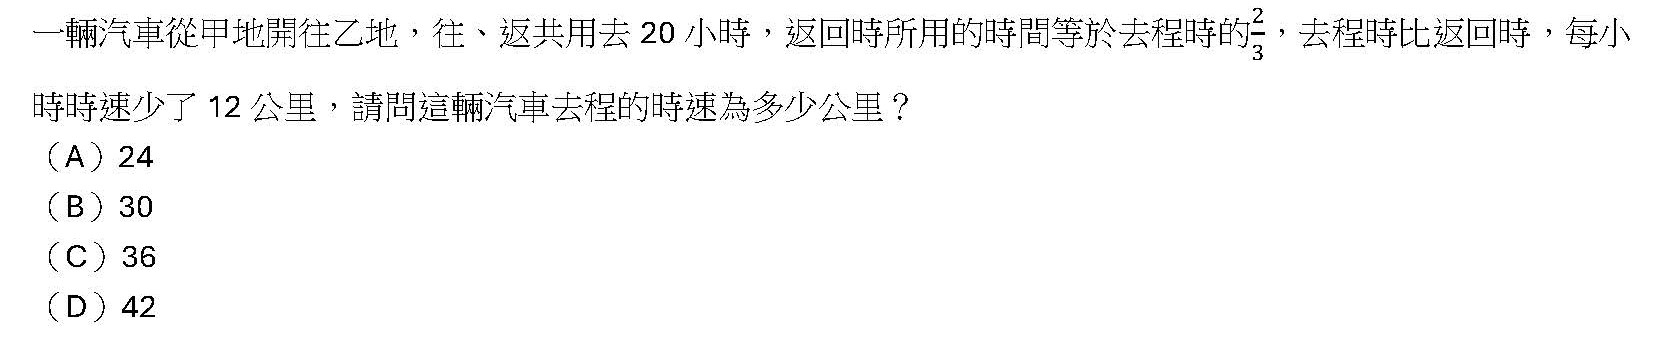 一輛汽車從甲地開往乙地，往、返共用去 20 小時，返回時所用的時間等於去程時的2/3，去程時比返回時，每小
時時速少了 12 公里，請問這輛汽車去程的時速為多少公里？
（A）24
（B）30
（C）36
（D）42